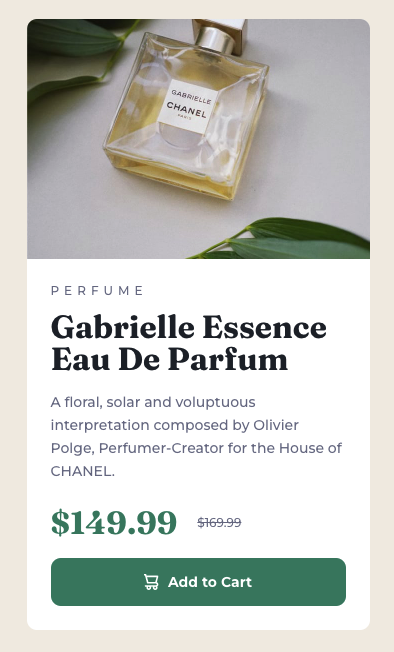 GABRIELLE
CHANEL
PARIS
PERFUME
Gabrielle Essence
Eau De Parfum
A floral, solar and voluptuous
interpretation composed by Olivier
Polge, Perfumer-Creator for the House of
CHANEL.
$149.99 $169.99
Add to Cart